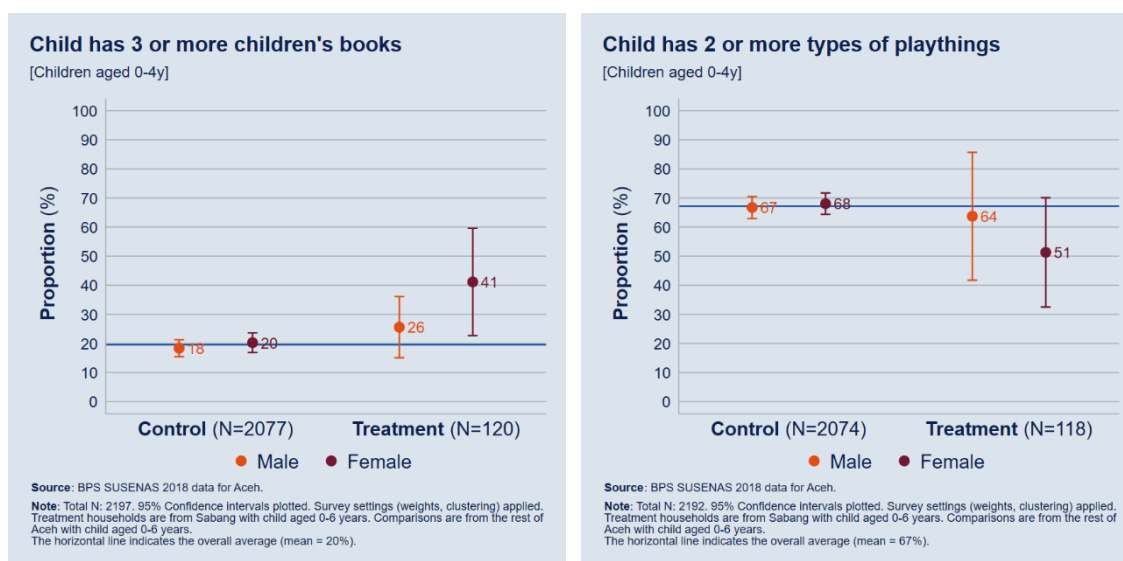 Child has 3 or more children's books
[Children aged 0-4y]
Proportion (%)
100
90
80
70
60
50
40
30
20
10
0
18
20
26
41
Control (N=2077)
Treatment (N=120)
Male
Female
Source: BPS SUSENAS 2018 data for Aceh.
Note: Total N: 2197. 95% Confidence Intervals plotted. Survey settings (weights, clustering) applied.
Treatment households are from Sabang with child aged 0-6 years. Comparisons are from the rest of
Aceh with child aged 0-6 years.
The horizontal line indicates the overall average (mean = 20%).
Child has 2 or more types of playthings
[Children aged 0-4y]
Proportion (%)
100
90
80
70
60
50
40
30
20
10
0
67
68
64
51
Control (N=2074)
Treatment (N=118)
Male
Female
Source: BPS SUSENAS 2018 data for Aceh.
Note: Total N: 2192. 95% Confidence Intervals plotted. Survey settings (weights, clustering) applied.
Treatment households are from Sabang with child aged 0-6 years. Comparisons are from the rest of
Aceh with child aged 0-6 years.
The horizontal line indicates the overall average (mean = 67%).